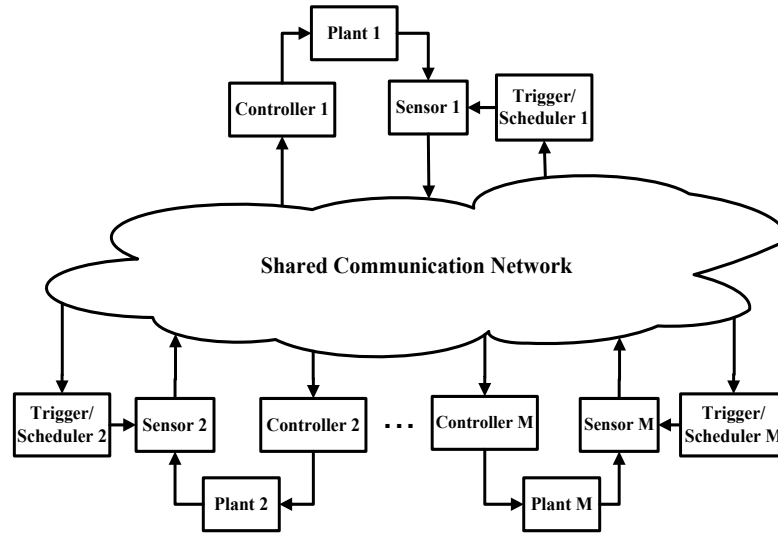 Plant 1
Controller 1
Sensor 1
Trigger/
Scheduler 1
Shared Communication Network
Trigger/
Scheduler 2
Sensor 2
Controller 2
...
Controller M
Sensor M
Trigger/
Scheduler M
Plant 2
Plant M